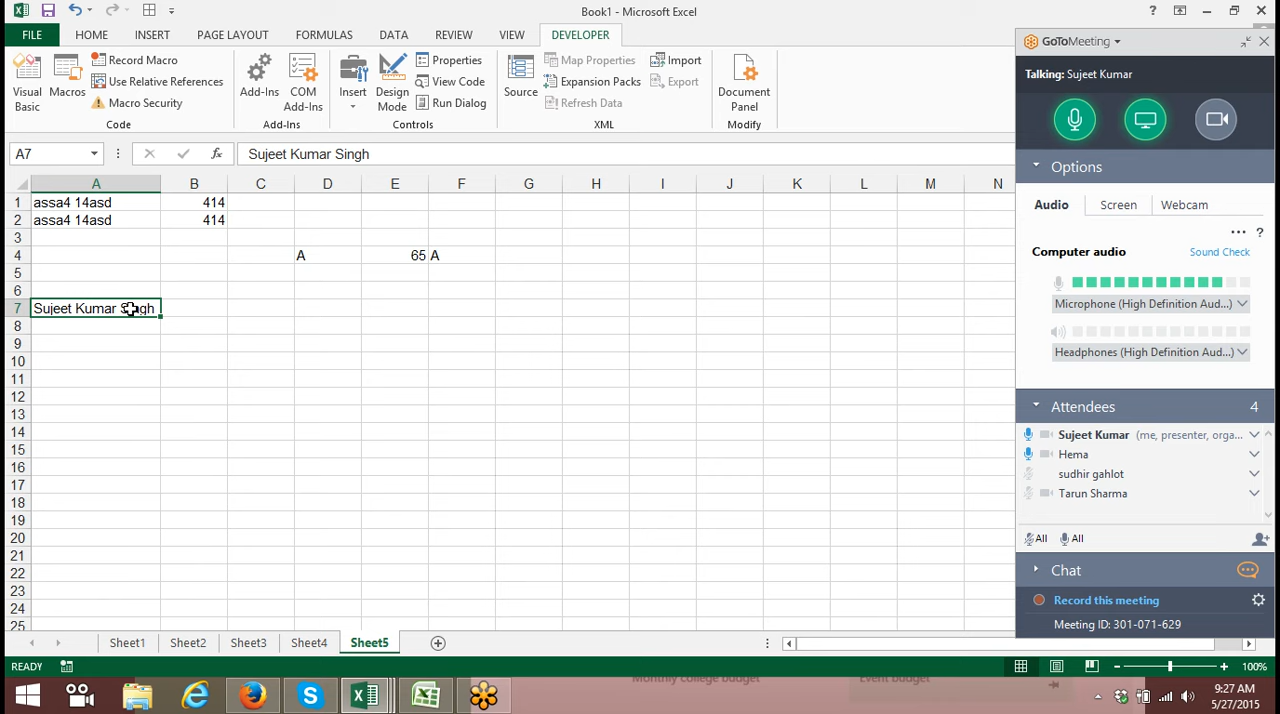 Book1 - Microsoft Excel
FILE HOME INSERT PAGE LAYOUT FORMULAS DATA REVIEW VIEW DEVELOPER
Visual Basic
Macros
Record Macro
Use Relative References
Macro Security
Code
Add-Ins
COM Add-Ins
Add-Ins
Insert
Design Mode
Properties
View Code
Run Dialog
Controls
Source
Map Properties
Expansion Packs
Refresh Data
Import
Export
XML
Document Panel
Modify
A7 fx Sujeet Kumar Singh
A B C D E F G H I J K L M N
1 assa4 14asd 414
2 assa4 14asd 414
3
4 A 65 A
5
6
7 Sujeet Kumar Singh
8
9
10
11
12
13
14
15
16
17
18
19
20
21
22
23
24
25
Sheet1 Sheet2 Sheet3 Sheet4 Sheet5
READY
100%
GoToMeeting
Talking: Sujeet Kumar
Options
Audio Screen Webcam
... ?
Computer audio Sound Check
Microphone (High Definition Aud...)
Headphones (High Definition Aud...)
Attendees 4
Sujeet Kumar (me, presenter, orga...
Hema
sudhir gahlot
Tarun Sharma
All All
Chat
Record this meeting
Meeting ID: 301-071-629
Monthly college budget Event budget
9:27 AM
5/27/2015